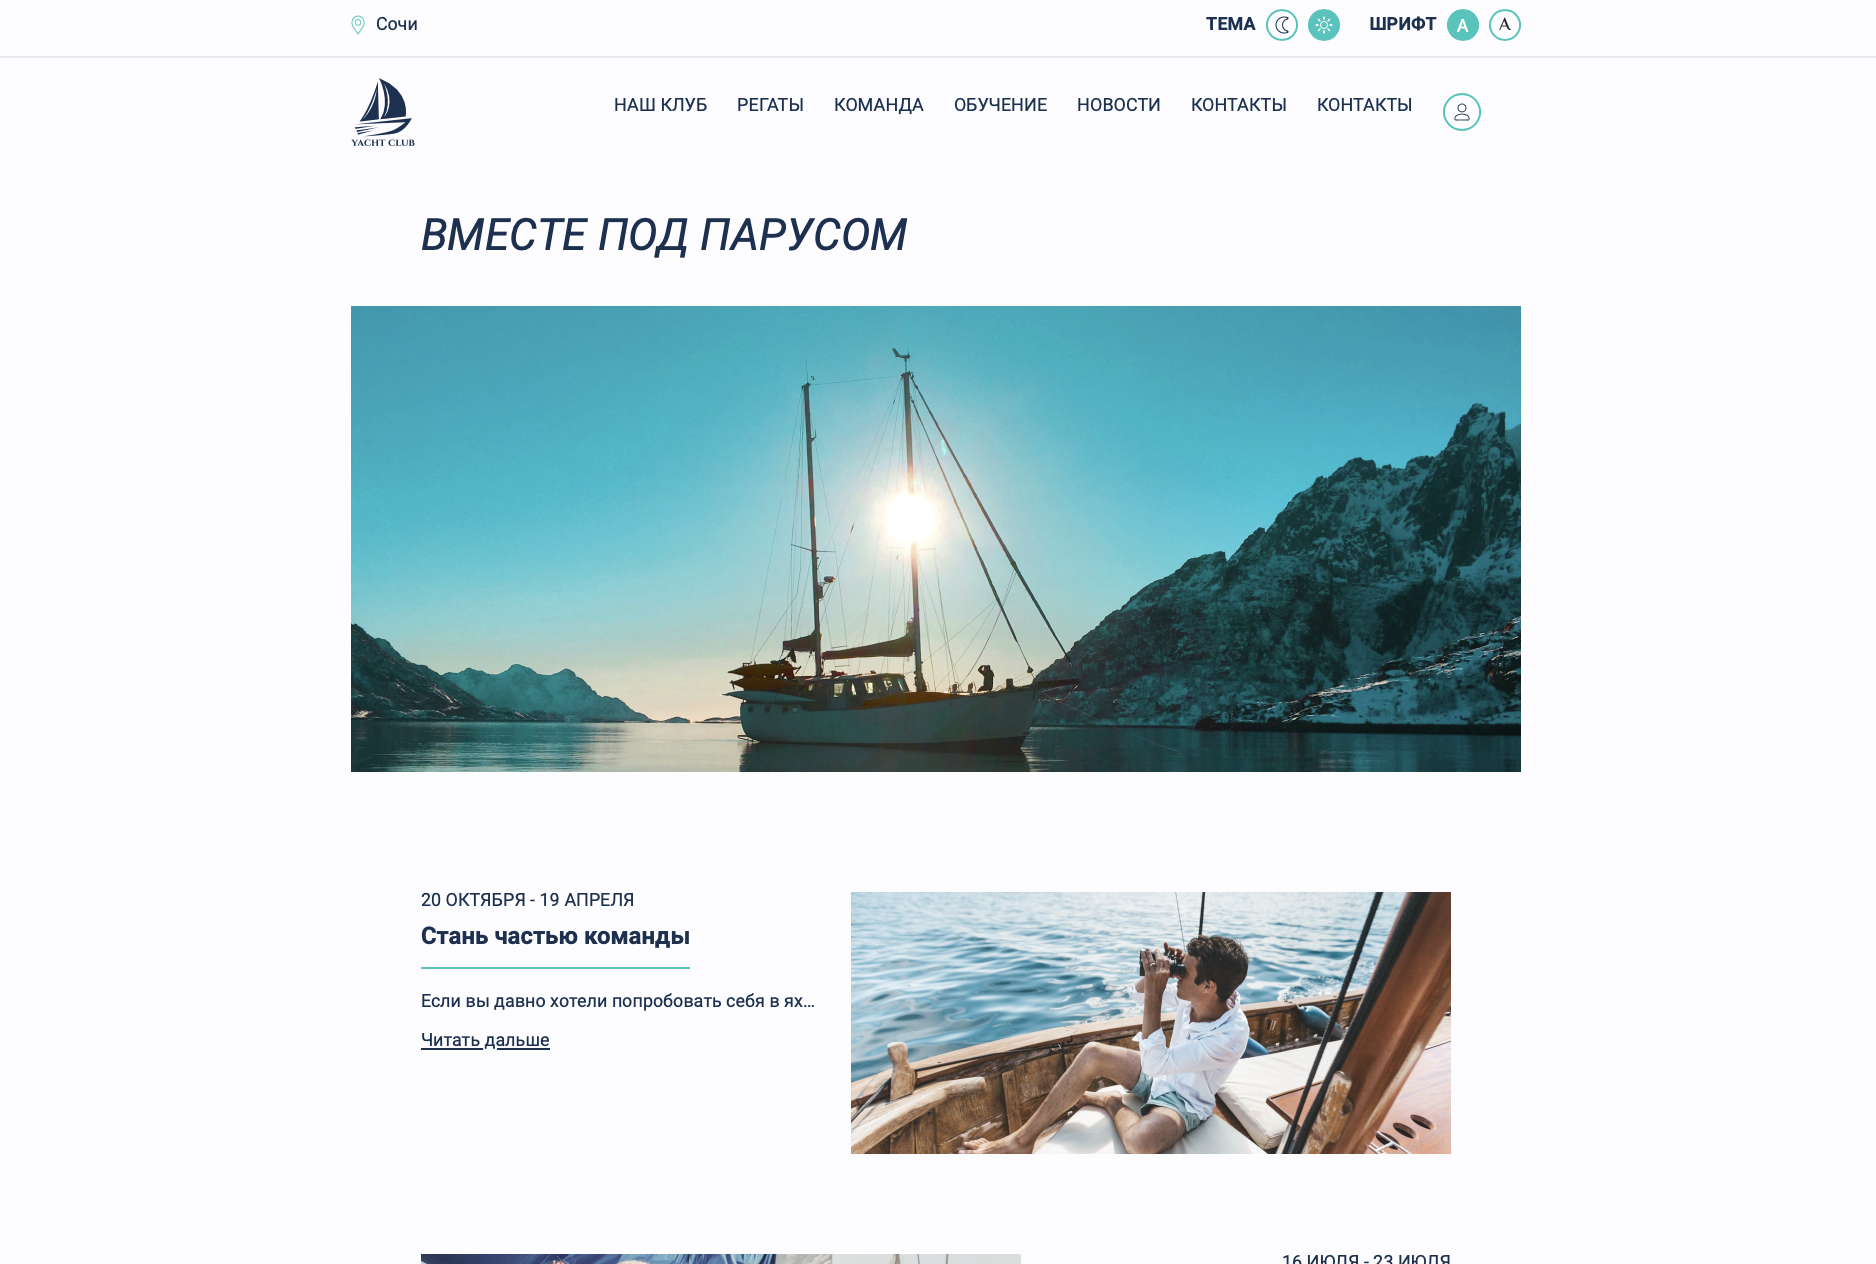 Сочи
ТЕМА
ШРИФТ A A
YACHT CLUB
НАШ КЛУБ РЕГАТЫ КОМАНДА ОБУЧЕНИЕ НОВОСТИ КОНТАКТЫ КОНТАКТЫ
ВМЕСТЕ ПОД ПАРУСОМ
20 ОКТЯБРЯ - 19 АПРЕЛЯ
Стань частью команды
Если вы давно хотели попробовать себя в ях...
Читать дальше
16 ИЮЛЯ - 23 ИЮЛЯ